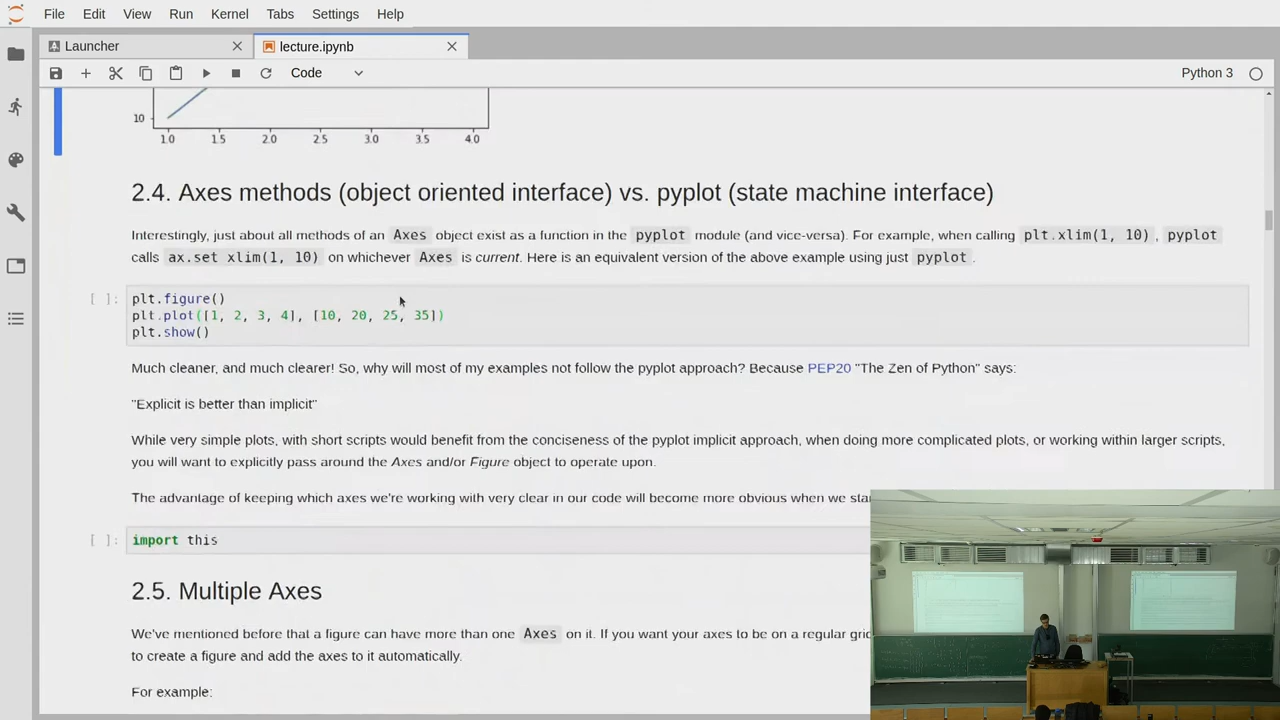 File Edit View Run Kernel Tabs Settings Help
Launcher lecture.ipynb
Code Python 3
10
1.0 1.5 2.0 2.5 3.0 3.5 4.0
2.4. Axes methods (object oriented interface) vs. pyplot (state machine interface)
Interestingly, just about all methods of an Axes object exist as a function in the pyplot module (and vice-versa). For example, when calling plt.xlim(1, 10), pyplot
calls ax.set xlim(1, 10) on whichever Axes is current. Here is an equivalent version of the above example using just pyplot.
[ ]: plt.figure()
plt.plot([1, 2, 3, 4], [10, 20, 25, 35])
plt.show()
Much cleaner, and much clearer! So, why will most of my examples not follow the pyplot approach? Because PEP20 "The Zen of Python" says:
"Explicit is better than implicit"
While very simple plots, with short scripts would benefit from the conciseness of the pyplot implicit approach, when doing more complicated plots, or working within larger scripts,
you will want to explicitly pass around the Axes and/or Figure object to operate upon.
The advantage of keeping which axes we're working with very clear in our code will become more obvious when we
[ ]: import this
2.5. Multiple Axes
We've mentioned before that a figure can have more than one Axes on it. If you want your axes to be on a regular
to create a figure and add the axes to it automatically.
For example: